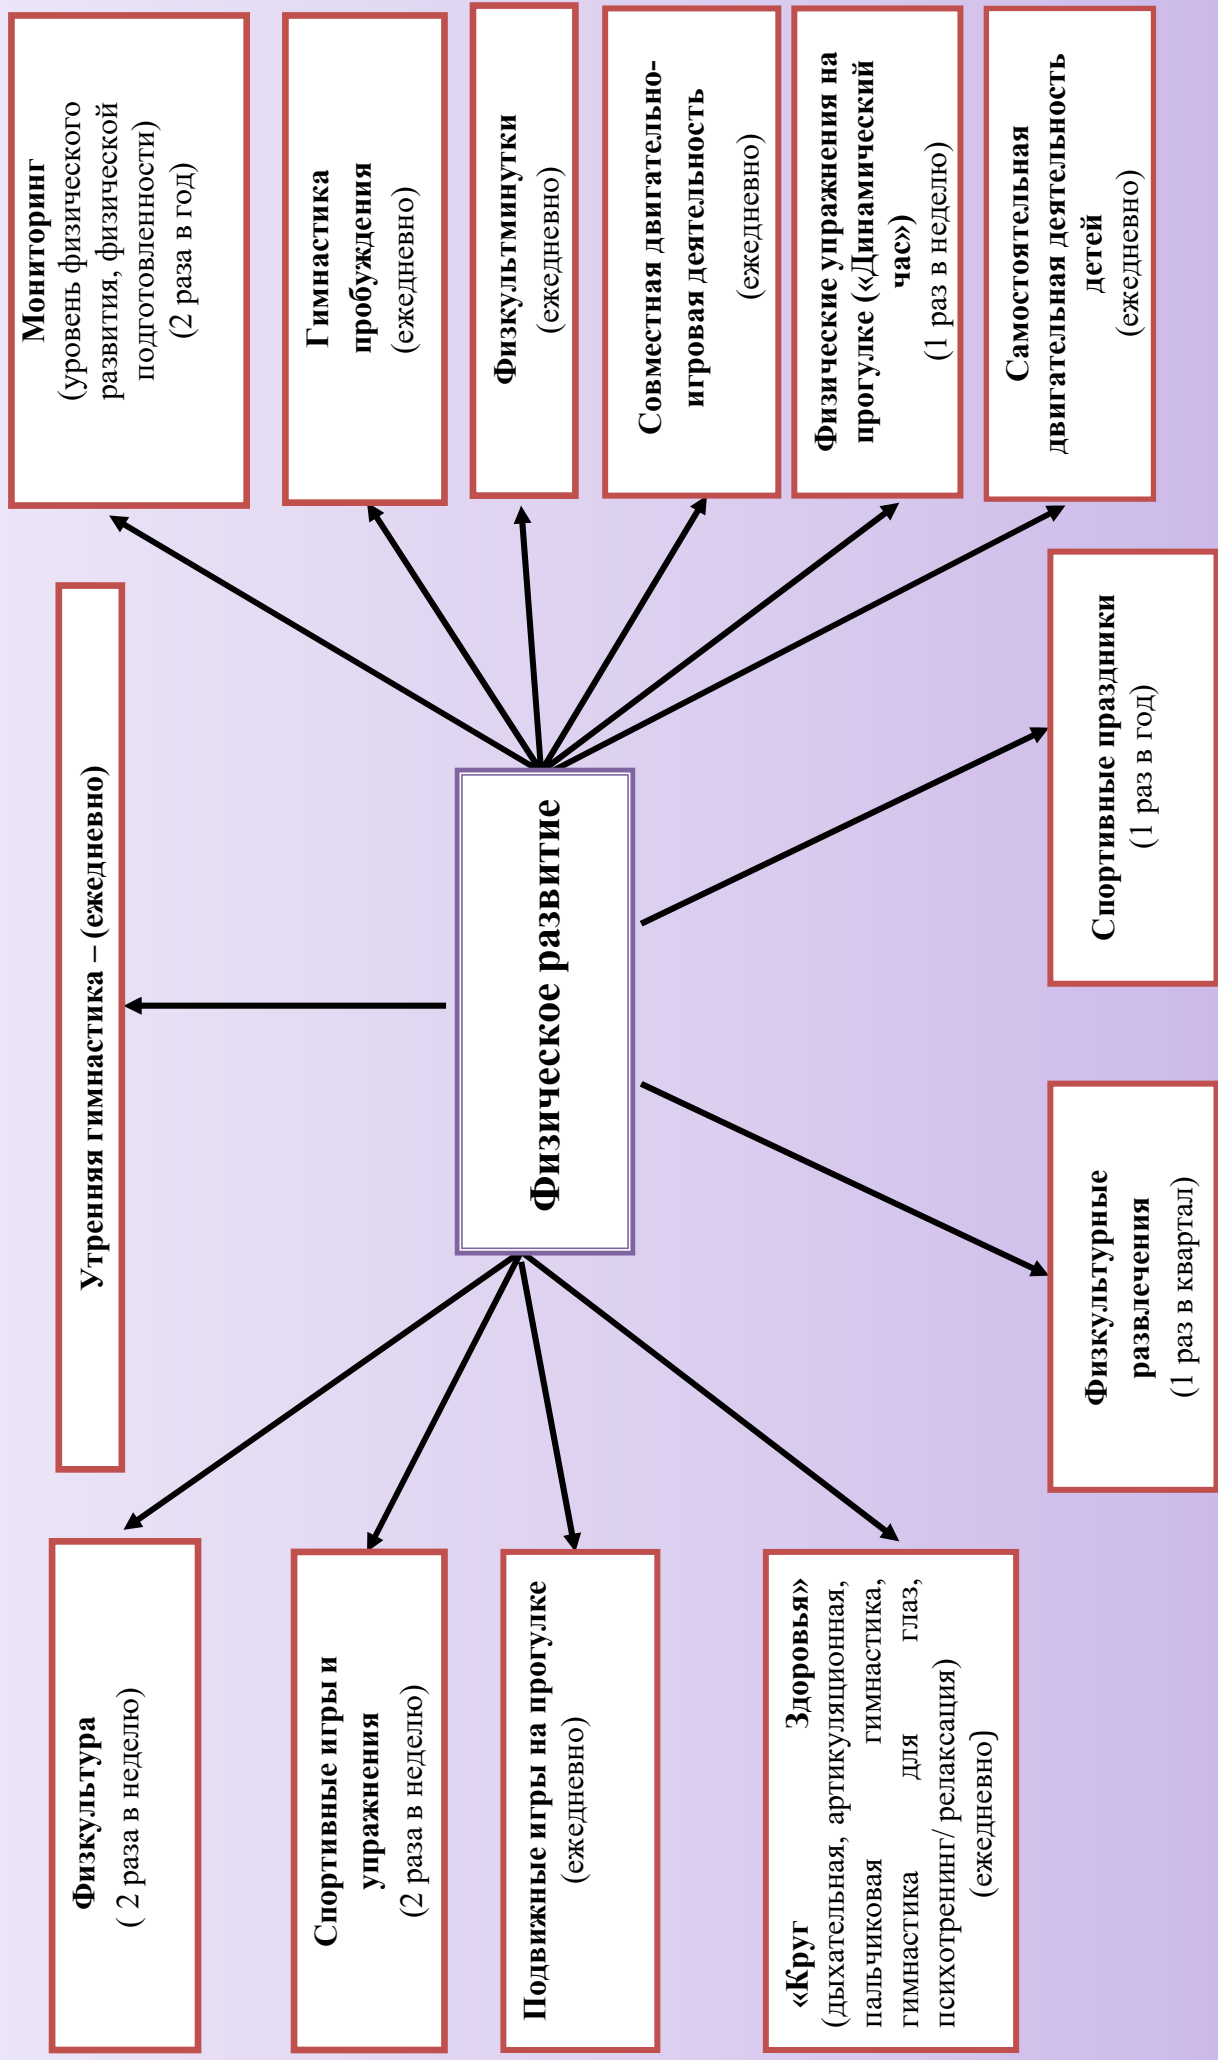 Утренняя гимнастика – (ежедневно)
Физкультура
( 2 раза в неделю)
Спортивные игры и
упражнения
(2 раза в неделю)
Подвижные игры на прогулке
(ежедневно)
«Круг Здоровья»
(дыхательная, артикуляционная,
пальчиковая гимнастика,
гимнастика для глаз,
психотренинг/ релаксация)
(ежедневно)
Физическое развитие
Мониторинг
(уровень физического
развития, физической
подготовленности)
(2 раза в год)
Гимнастика
пробуждения
(ежедневно)
Физкультминутки
(ежедневно)
Совместная двигательно-
игровая деятельность
(ежедневно)
Физические упражнения на
прогулке («Динамический
час»)
(1 раз в неделю)
Самостоятельная
двигательная деятельность
детей
(ежедневно)
Физкультурные
развлечения
(1 раз в квартал)
Спортивные праздники
(1 раз в год)